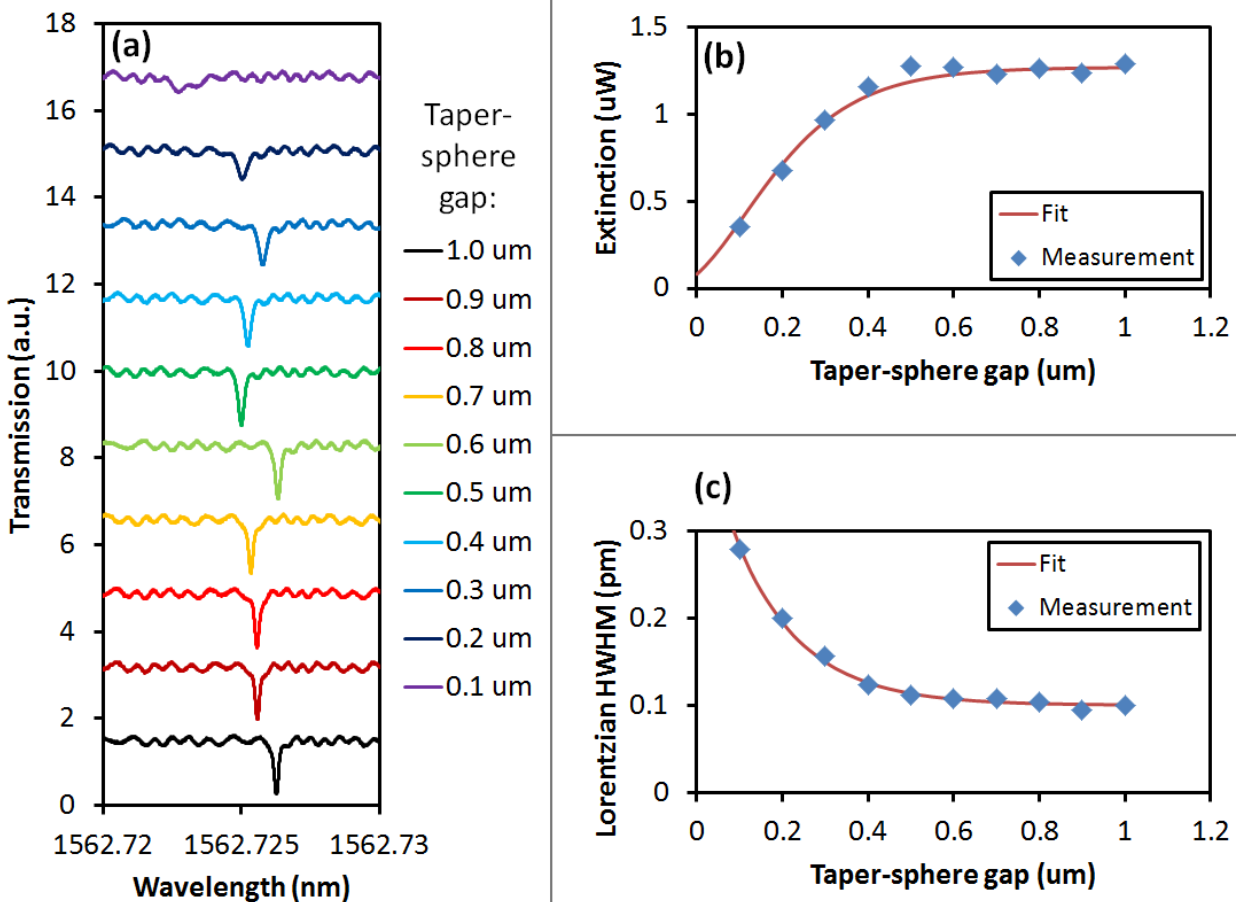 (a)
18
16
14
12
10
8
6
4
2
0
Transmission (a.u.)
1562.72
1562.725
1562.73
Wavelength (nm)
Taper-
sphere
gap:
1.0 um
0.9 um
0.8 um
0.7 um
0.6 um
0.5 um
0.4 um
0.3 um
0.2 um
0.1 um
(b)
1.5
1
0.5
0
Extinction (uW)
Fit
Measurement
0
0.2
0.4
0.6
0.8
1
1.2
Taper-sphere gap (um)
(c)
0.3
0.2
0.1
0
Lorentzian HWHM (pm)
Fit
Measurement
0
0.2
0.4
0.6
0.8
1
1.2
Taper-sphere gap (um)